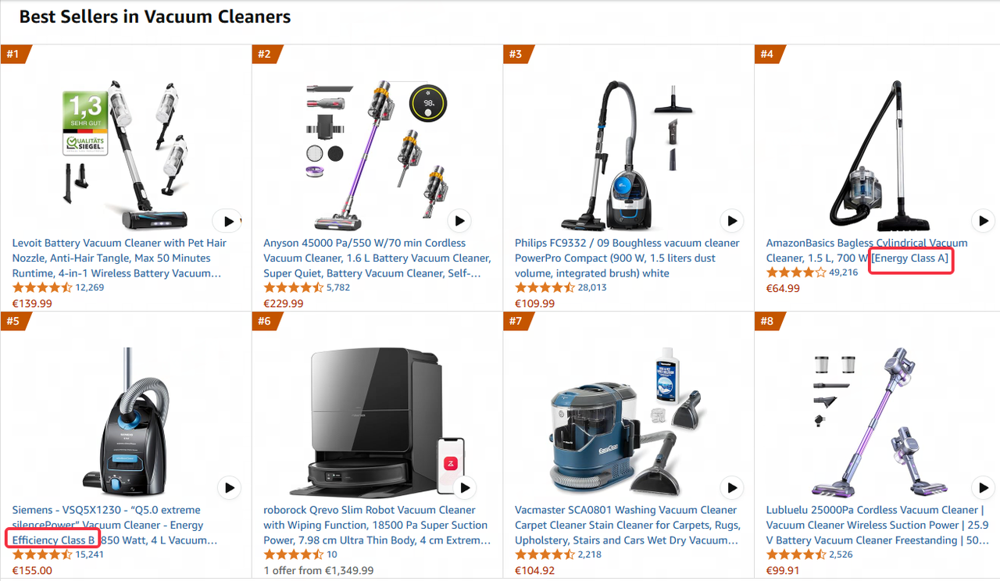 Best Sellers in Vacuum Cleaners
#1
1,3
SEHR GUT
QUALITÄTS
SIEGEL
Levoit Battery Vacuum Cleaner with Pet Hair
Nozzle, Anti-Hair Tangle, Max 50 Minutes
Runtime, 4-in-1 Wireless Battery Vacuum…
12,269
€139.99
#2
98
Anyson 45000 Pa/550 W/70 min Cordless
Vacuum Cleaner, 1.6 L Battery Vacuum Cleaner,
Super Quiet, Battery Vacuum Cleaner, Self-…
5,782
€229.99
#3
Philips FC9332 / 09 Boughless vacuum cleaner
PowerPro Compact (900 W, 1.5 liters dust
volume, integrated brush) white
28,013
€109.99
#4
AmazonBasics Bagless Cylindrical Vacuum
Cleaner, 1.5 L, 700 W [Energy Class A]
49,216
€64.99
#5
Siemens - VSQ5X1230 - “Q5.0 extreme
silencePower” Vacuum Cleaner - Energy
Efficiency Class B 850 Watt, 4 L Vacuum…
15,241
€155.00
#6
roborock Qrevo Slim Robot Vacuum Cleaner
with Wiping Function, 18500 Pa Super Suction
Power, 7.98 cm Ultra Thin Body, 4 cm Extrem…
10
1 offer from €1,349.99
#7
EasyClean
Vacmaster SCA0801 Washing Vacuum Cleaner
Carpet Cleaner Stain Cleaner for Carpets, Rugs,
Upholstery, Stairs and Cars Wet Dry Vacuum…
2,218
€104.92
#8
Lubluelu 25000Pa Cordless Vacuum Cleaner |
Vacuum Cleaner Wireless Suction Power | 25.9
V Battery Vacuum Cleaner Freestanding | 50…
2,526
€99.91